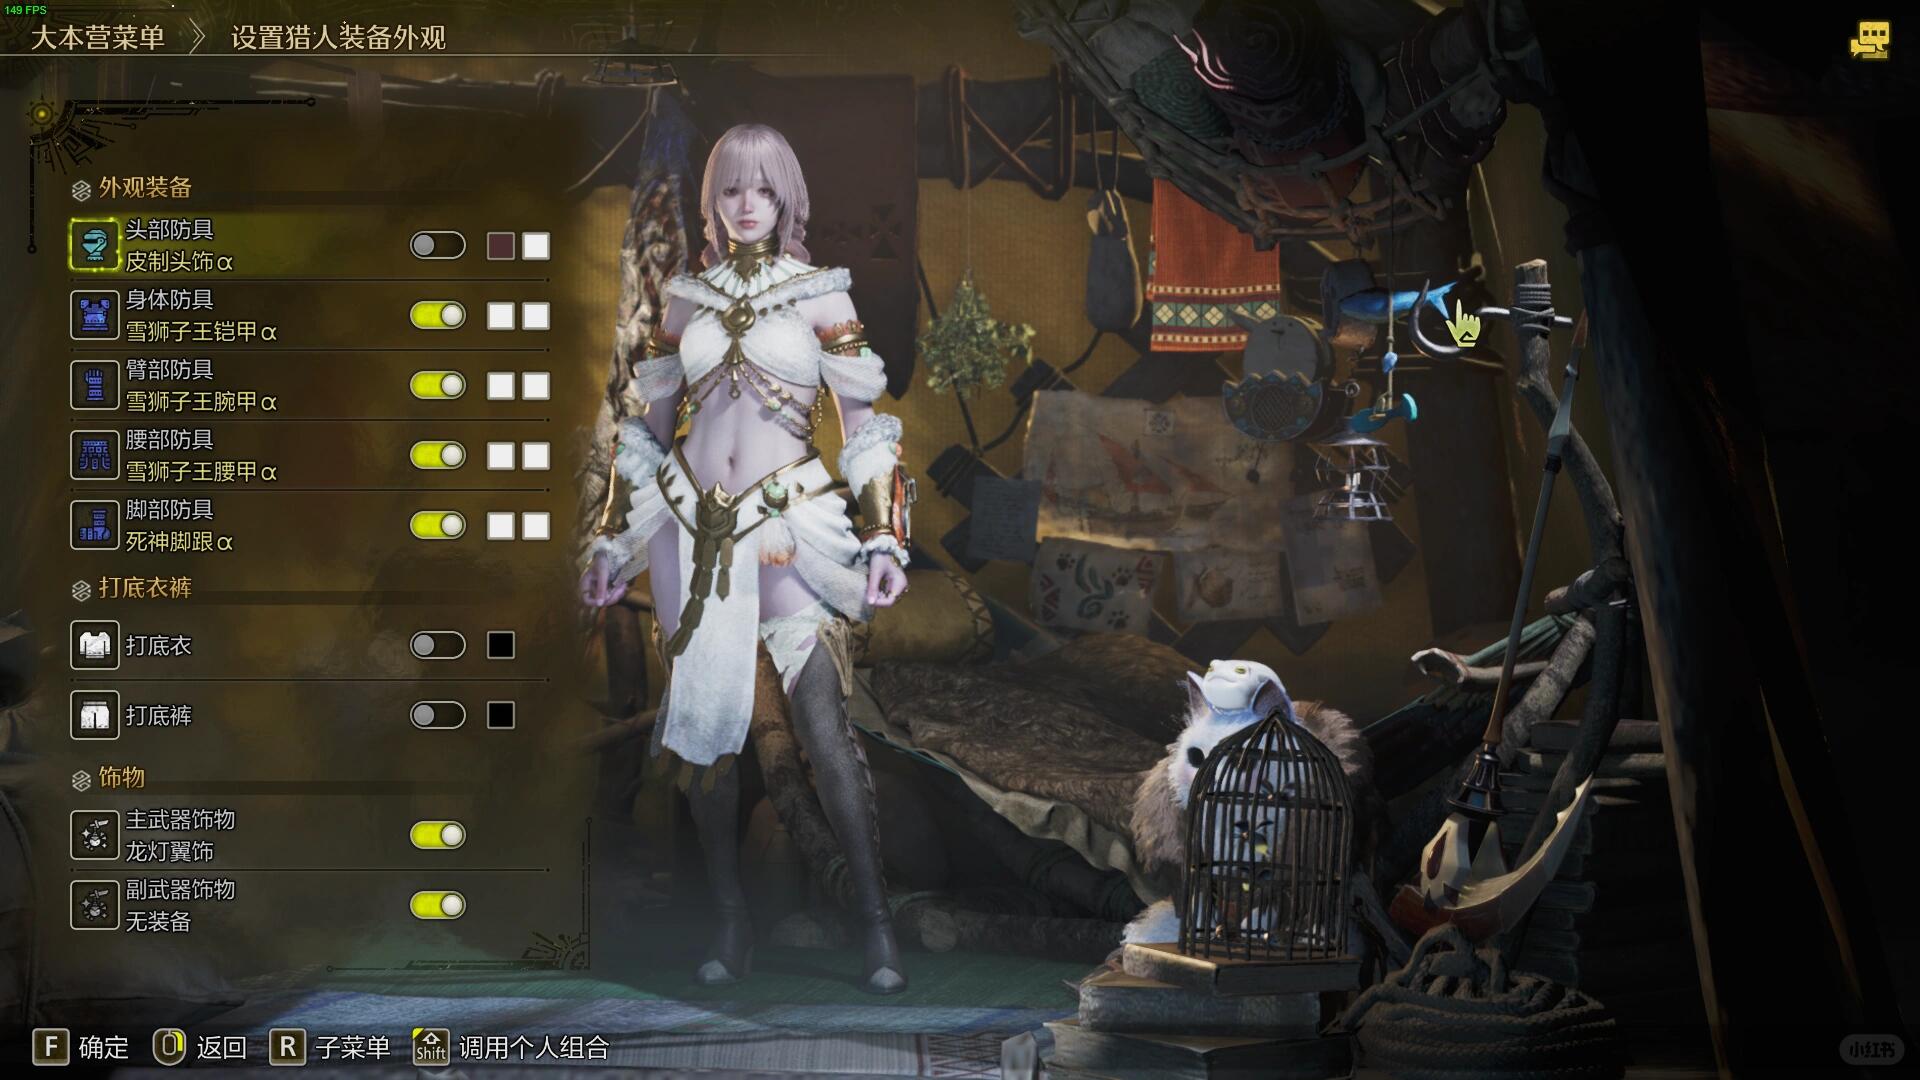 149 FPS
大本营菜单
设置猎人装备外观
外观装备
头部防具
皮制头饰α
身体防具
雪狮子王铠甲α
臂部防具
雪狮子王腕甲α
腰部防具
雪狮子王腰甲α
脚部防具
死神脚跟α
打底衣裤
打底衣
打底裤
饰物
主武器饰物
龙灯翼饰
副武器饰物
无装备
F 确定
返回
R 子菜单
Shift 调用个人组合
小红书